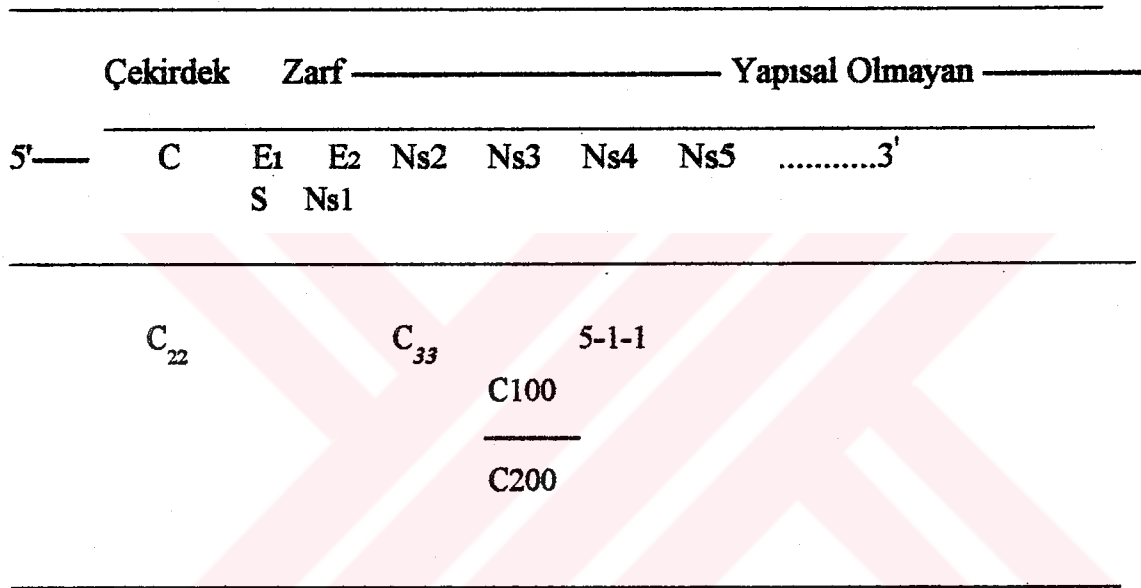 Çekirdek Zarf ———————— Yapısal Olmayan ————
5'—— C E1 E2 Ns2 Ns3 Ns4 Ns5 ...........3'
S Ns1
C22 C33 5-1-1
C100
C200